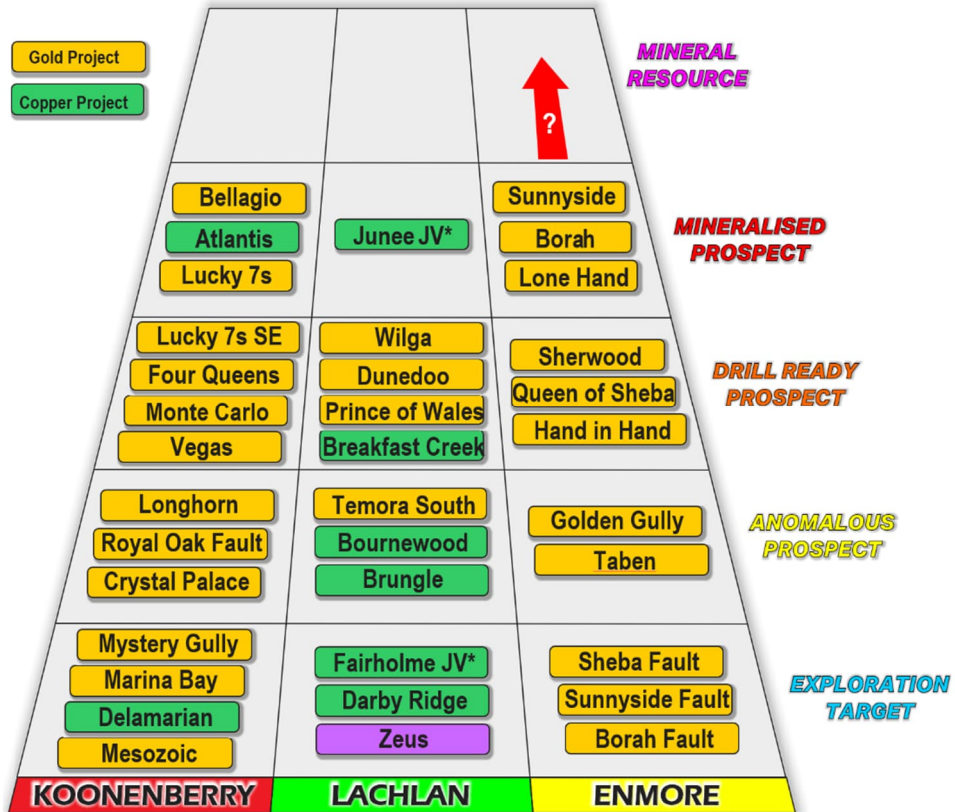 Gold Project
Copper Project
MINERAL
RESOURCE
?
Bellagio
Atlantis
Lucky 7s
Junee JV*
Sunnyside
Borah
Lone Hand
MINERALISED
PROSPECT
Lucky 7s SE
Four Queens
Monte Carlo
Vegas
Wilga
Dunedoo
Prince of Wales
Breakfast Creek
Sherwood
Queen of Sheba
Hand in Hand
DRILL READY
PROSPECT
Longhorn
Royal Oak Fault
Crystal Palace
Temora South
Bournewood
Brungle
Golden Gully
Taben
ANOMALOUS
PROSPECT
Mystery Gully
Marina Bay
Delamarian
Mesozoic
Fairholme JV*
Darby Ridge
Zeus
Sheba Fault
Sunnyside Fault
Borah Fault
EXPLORATION
TARGET
KOONENBERRY
LACHLAN
ENMORE